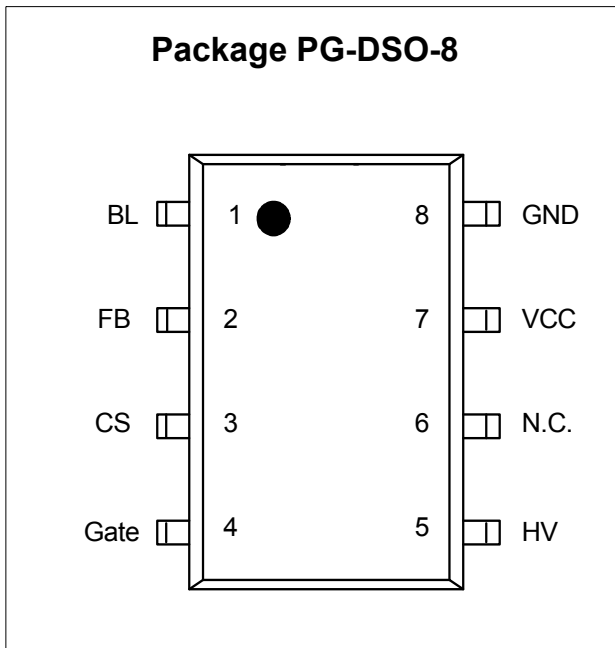 Package PG-DSO-8
BL 1 8 GND
FB 2 7 VCC
CS 3 6 N.C.
Gate 4 5 HV